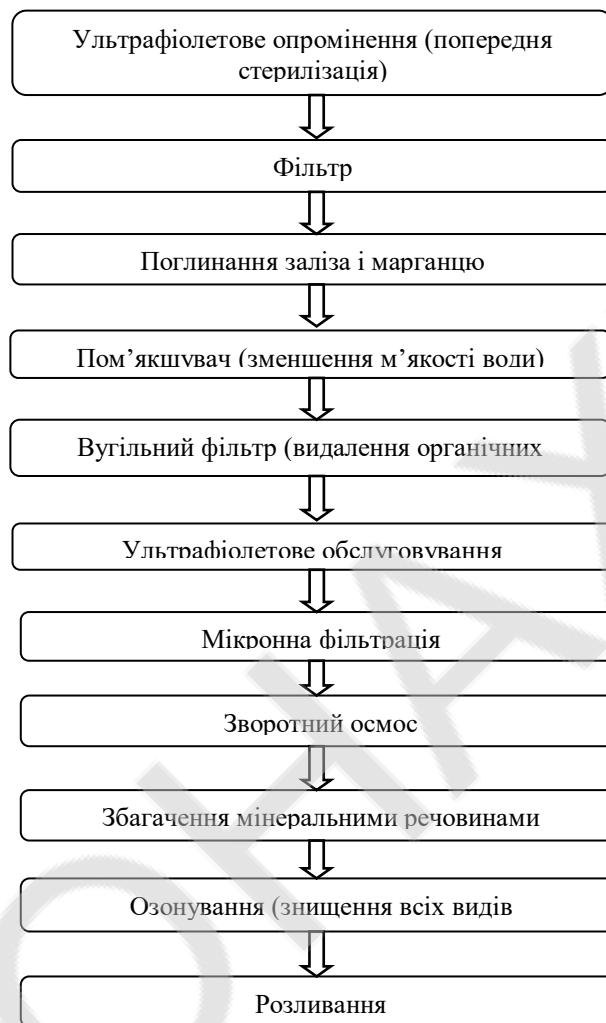 Ультрафіолетове опромінення (попередня
стерилізація)
Фільтр
Поглинання заліза і марганцю
Пом’якшувач (зменшення м’якості води)
Вугільний фільтр (видалення органічних
Ультрафіолетове обслуговування
Мікронна фільтрація
Зворотний осмос
Збагачення мінеральними речовинами
Озонування (знищення всіх видів
Розливання